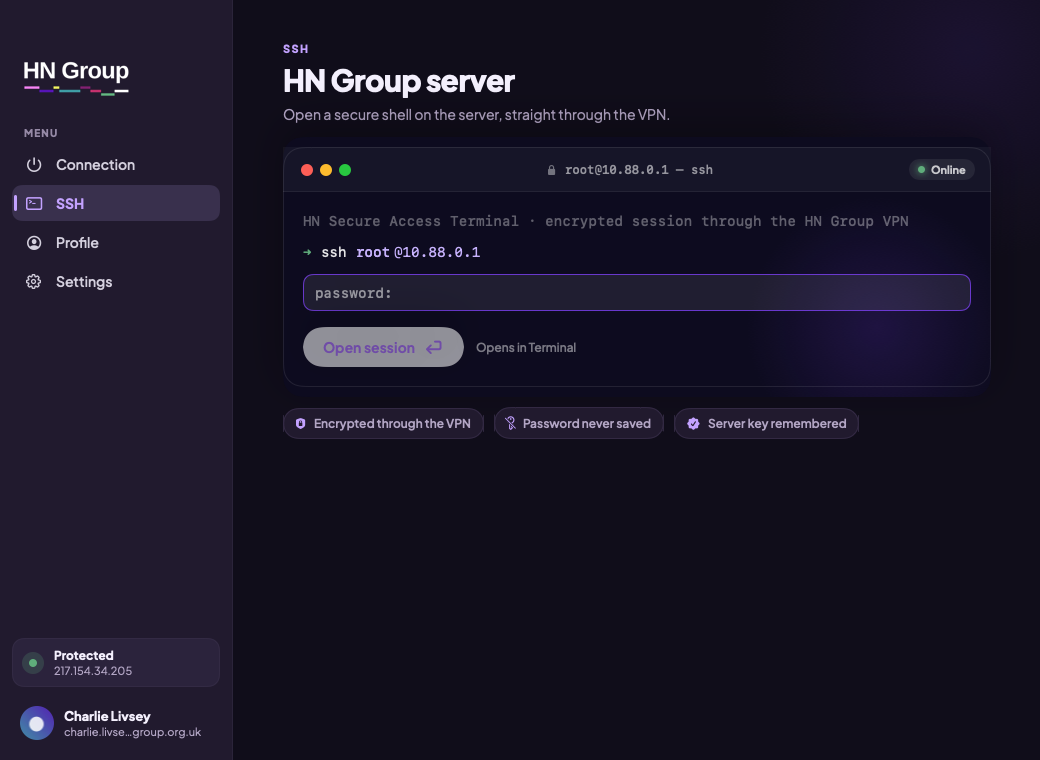 HN Group
MENU
Connection
SSH
Profile
Settings
Protected
217.154.34.205
Charlie Livsey
charlie.livse…group.org.uk
SSH
HN Group server
Open a secure shell on the server, straight through the VPN.
root@10.88.0.1 — ssh
Online
HN Secure Access Terminal · encrypted session through the HN Group VPN
➜ ssh root@10.88.0.1
password:
Open session
Opens in Terminal
Encrypted through the VPN
Password never saved
Server key remembered